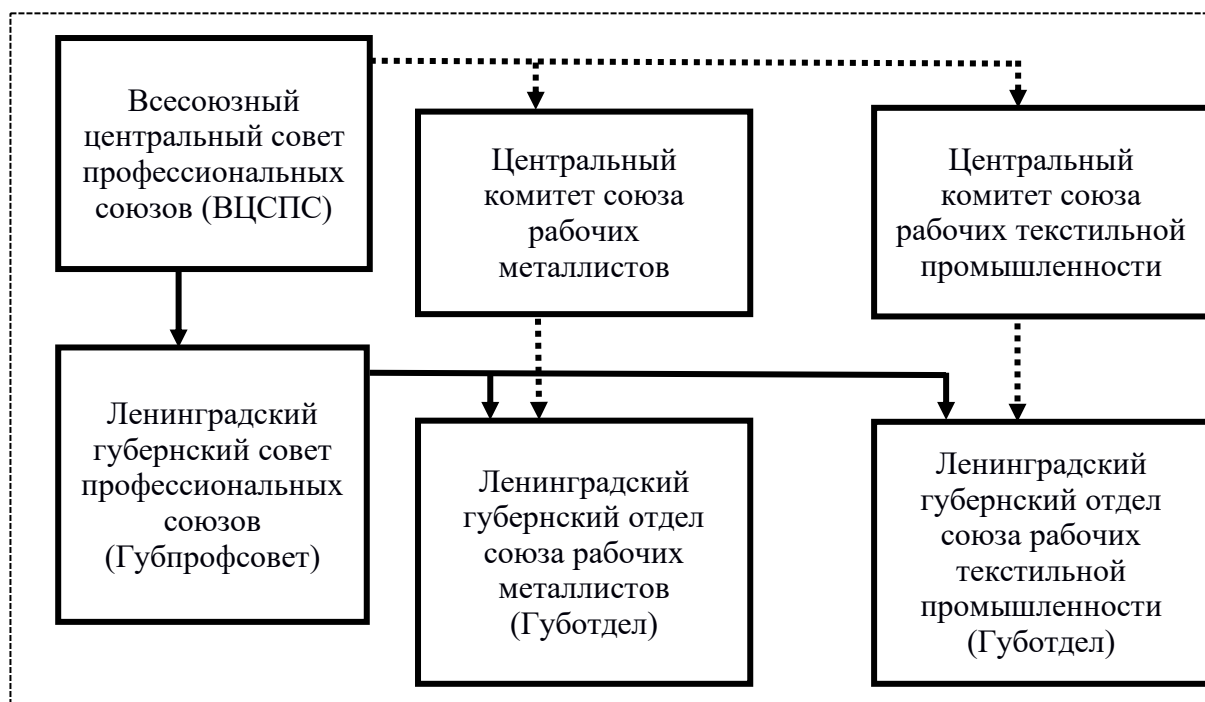 Всесоюзный
центральный совет
профессиональных
союзов (ВЦСПС)
Центральный
комитет союза
рабочих
металлистов
Центральный
комитет союза
рабочих текстильной
промышленности
Ленинградский
губернский совет
профессиональных
союзов
(Губпрофсовет)
Ленинградский
губернский отдел
союза рабочих
металлистов
(Губотдел)
Ленинградский
губернский отдел
союза рабочих
текстильной
промышленности
(Губотдел)